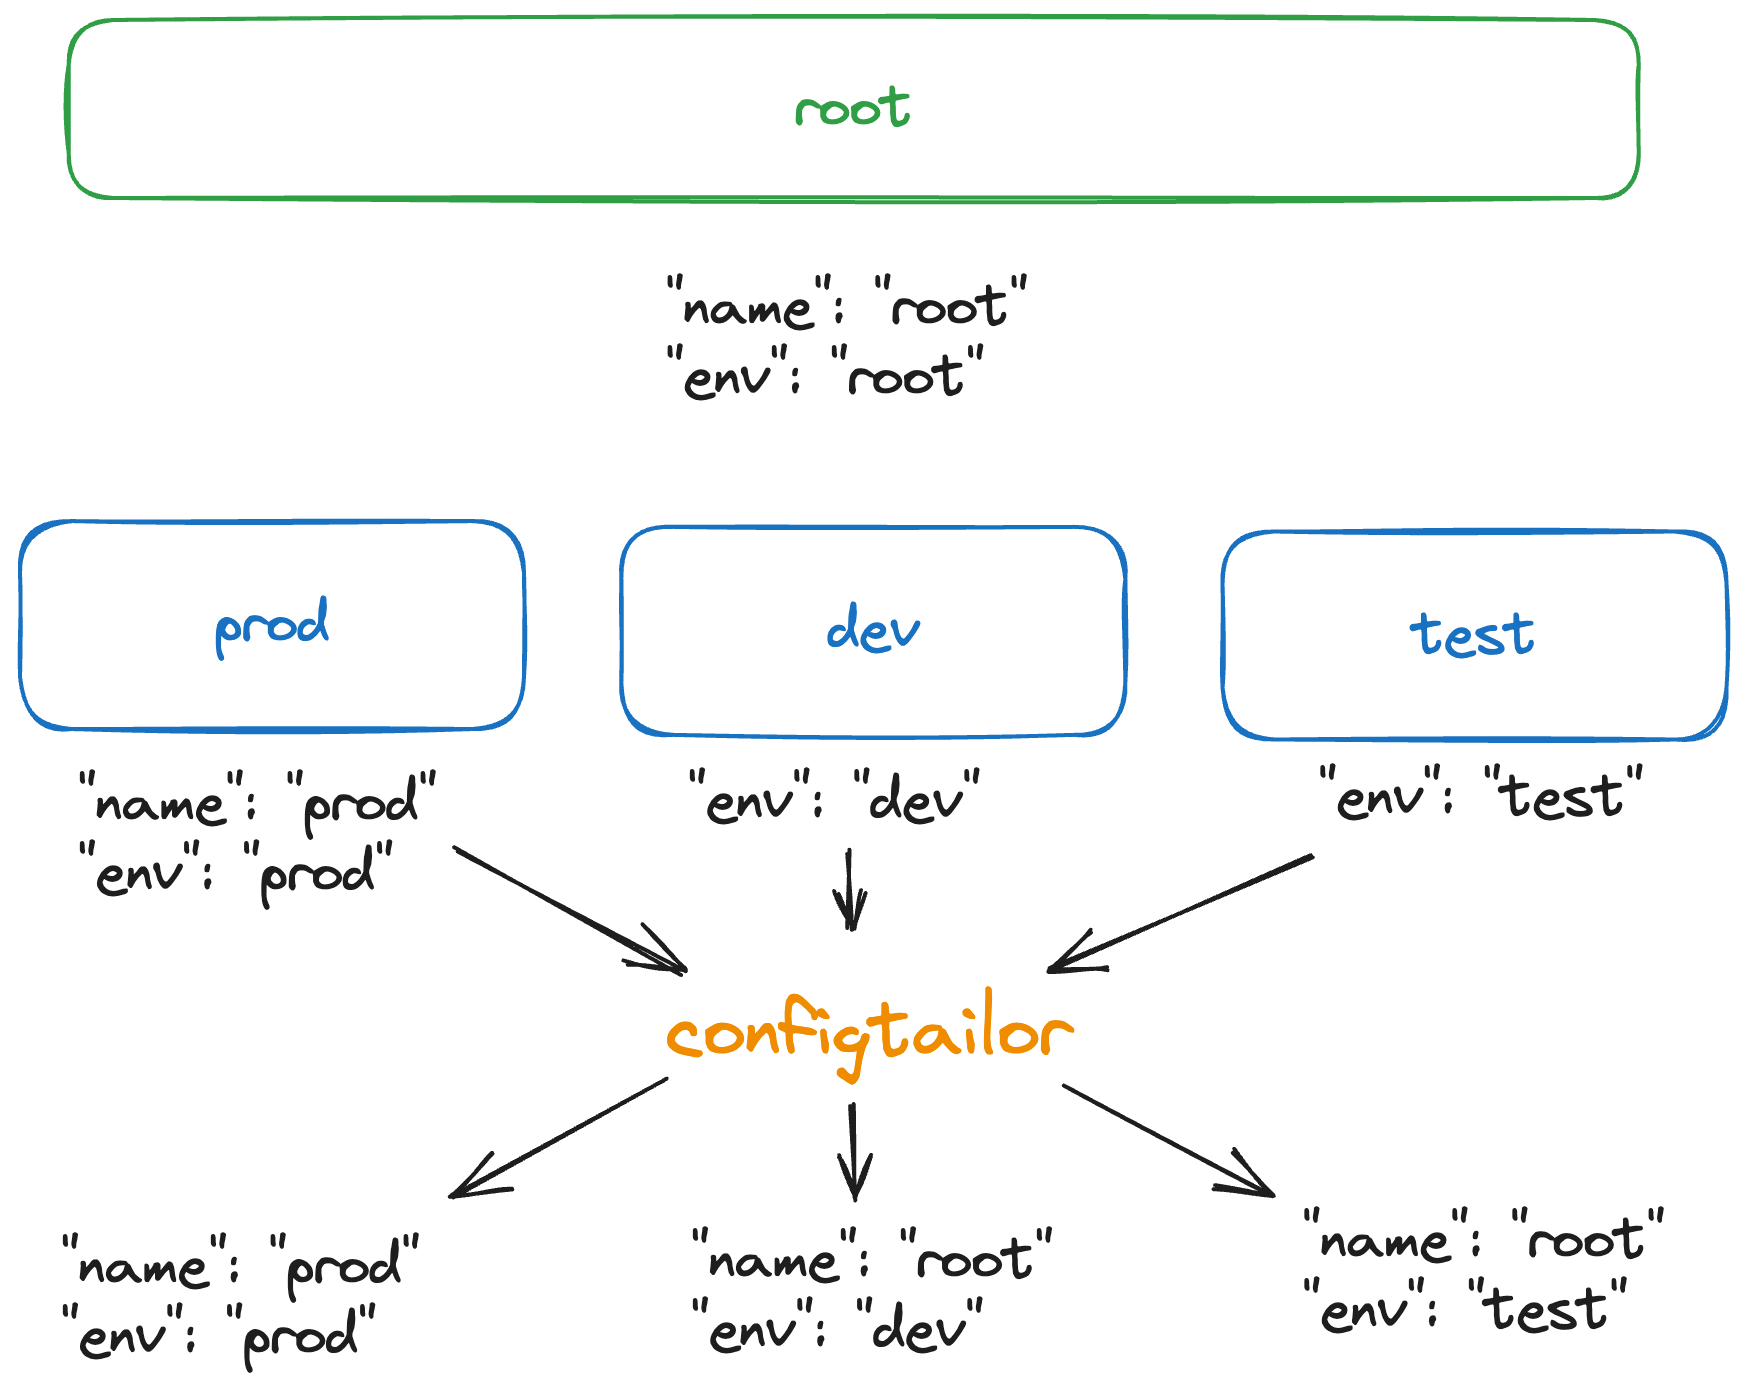 root
"name": "root"
"env": "root"
prod
dev
test
"name": "prod"
"env": "prod"
"env": "dev"
"env": "test"
configtailor
"name": "prod"
"env": "prod"
"name": "root"
"env": "dev"
"name": "root"
"env": "test"